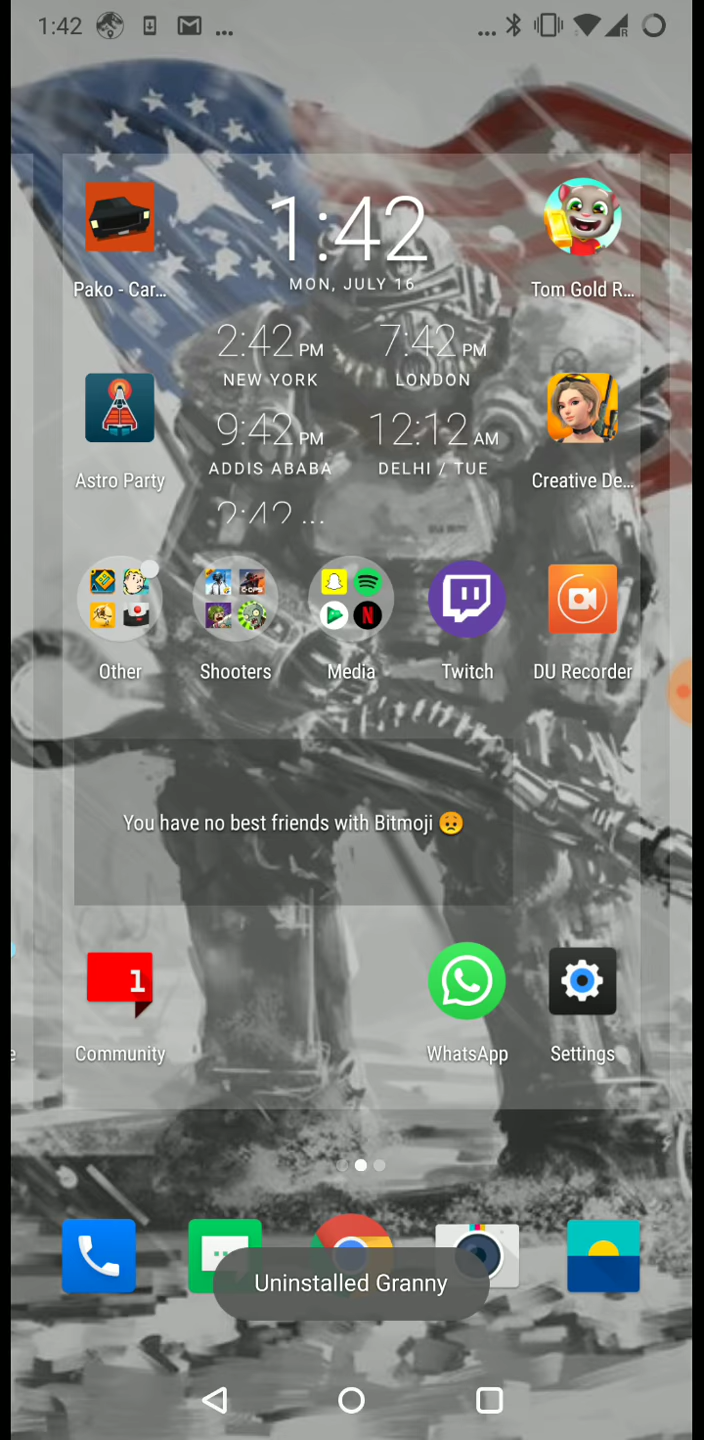 1:42
...
...
R
1:42
MON, JULY 16
Pako - Car...
Tom Gold R...
2:42 PM
7:42 PM
NEW YORK
LONDON
9:42 PM
12:12 AM
ADDIS ABABA
DELHI / TUE
Astro Party
Creative De...
Other
Shooters
Media
Twitch
DU Recorder
You have no best friends with Bitmoji 😟
1
Community
WhatsApp
Settings
Uninstalled Granny